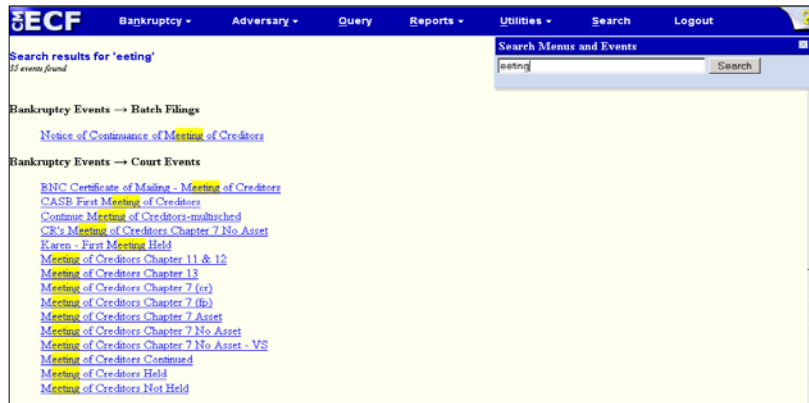 CM ECF Bankruptcy Adversary Query Reports Utilities Search Logout
Search Menus and Events
eeting Search
Search results for 'eeting'
85 events found
Bankruptcy Events → Batch Filings
Notice of Continuance of Meeting of Creditors
Bankruptcy Events → Court Events
BNC Certificate of Mailing - Meeting of Creditors
CASB First Meeting of Creditors
Continue Meeting of Creditors-multisched
CR's Meeting of Creditors Chapter 7 No Asset
Karen - First Meeting Held
Meeting of Creditors Chapter 11 & 12
Meeting of Creditors Chapter 13
Meeting of Creditors Chapter 7 (cr)
Meeting of Creditors Chapter 7 (fp)
Meeting of Creditors Chapter 7 Asset
Meeting of Creditors Chapter 7 No Asset
Meeting of Creditors Chapter 7 No Asset - VS
Meeting of Creditors Continued
Meeting of Creditors Held
Meeting of Creditors Not Held